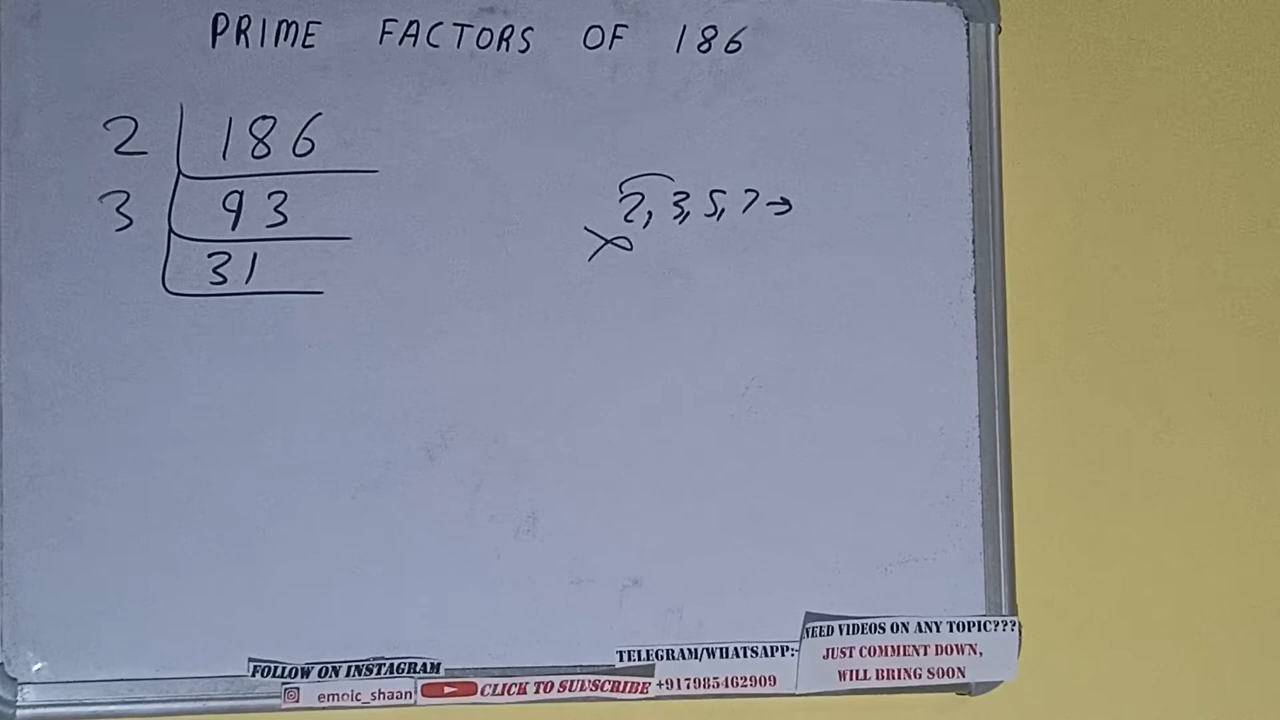 PRIME FACTORS OF 186
2 186
3 93
31
2, 3, 5, 7 →
NEED VIDEOS ON ANY TOPIC???
JUST COMMENT DOWN,
WILL BRING SOON
TELEGRAM/WHATSAPP:-
+917985462909
FOLLOW ON INSTAGRAM
emoic_shaan
CLICK TO SUBSCRIBE